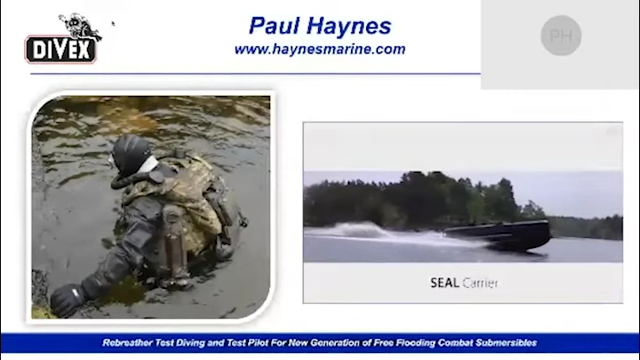 DIVEX
Paul Haynes
www.haynesmarine.com
PH
SEAL Carrier
Rebreather Test Diving and Test Pilot For New Generation of Free Flooding Combat Submersibles